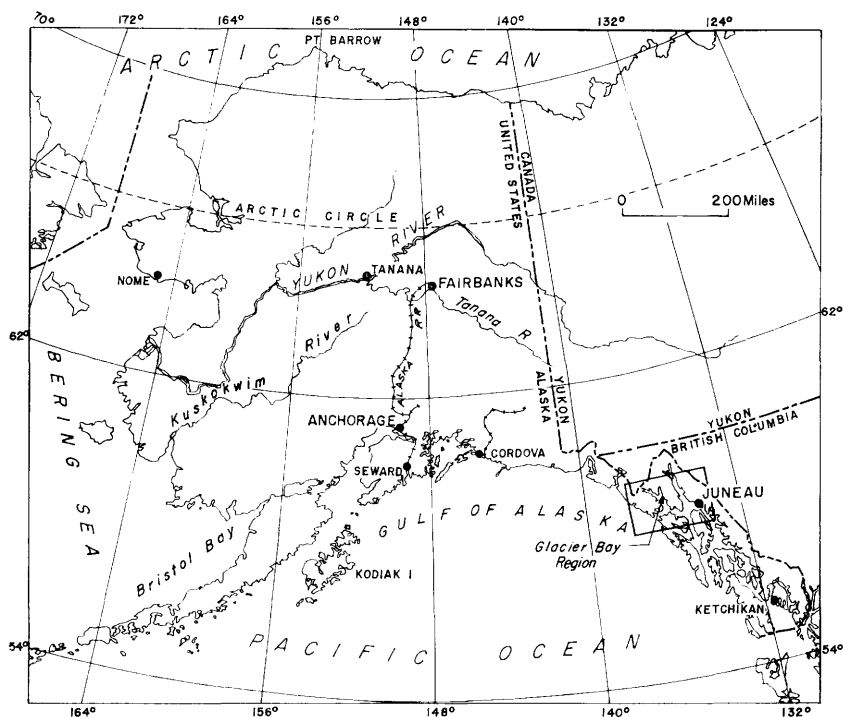 70° 172° 164° 156° 148° 140° 132° 124°
PT BARROW
ARCTIC OCEAN
CANADA
UNITED STATES
0 200 Miles
ARCTIC CIRCLE
RIVER
YUKON
TANANA
FAIRBANKS
NOME
Tanana R
RR
ALASKA
River
Kuskokwim
62° 62°
YUKON
ALASKA
YUKON
BRITISH COLUMBIA
BERING SEA
ANCHORAGE
SEWARD
CORDOVA
JUNEAU
GULF OF ALASKA
Glacier Bay
Region
Bristol Bay
KODIAK I
KETCHIKAN
PACIFIC OCEAN
54° 54°
164° 156° 148° 140° 132°